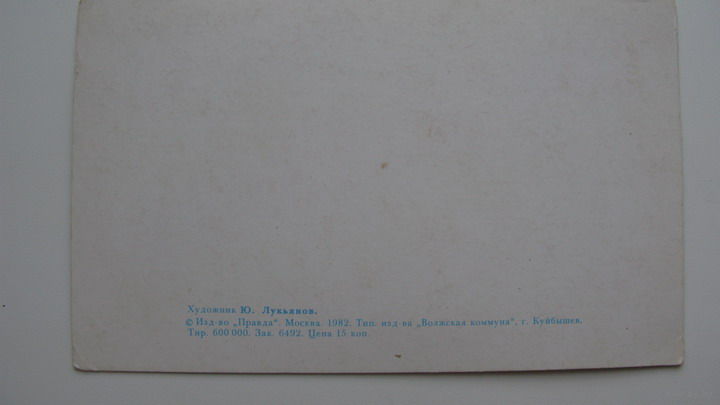 Художник Ю. Лукьянов.
© Изд-во „Правда“. Москва. 1982. Тип. изд-ва „Волжская коммуна“, г. Куйбышев.
Тир. 600 000. Зак. 6492. Цена 15 коп.